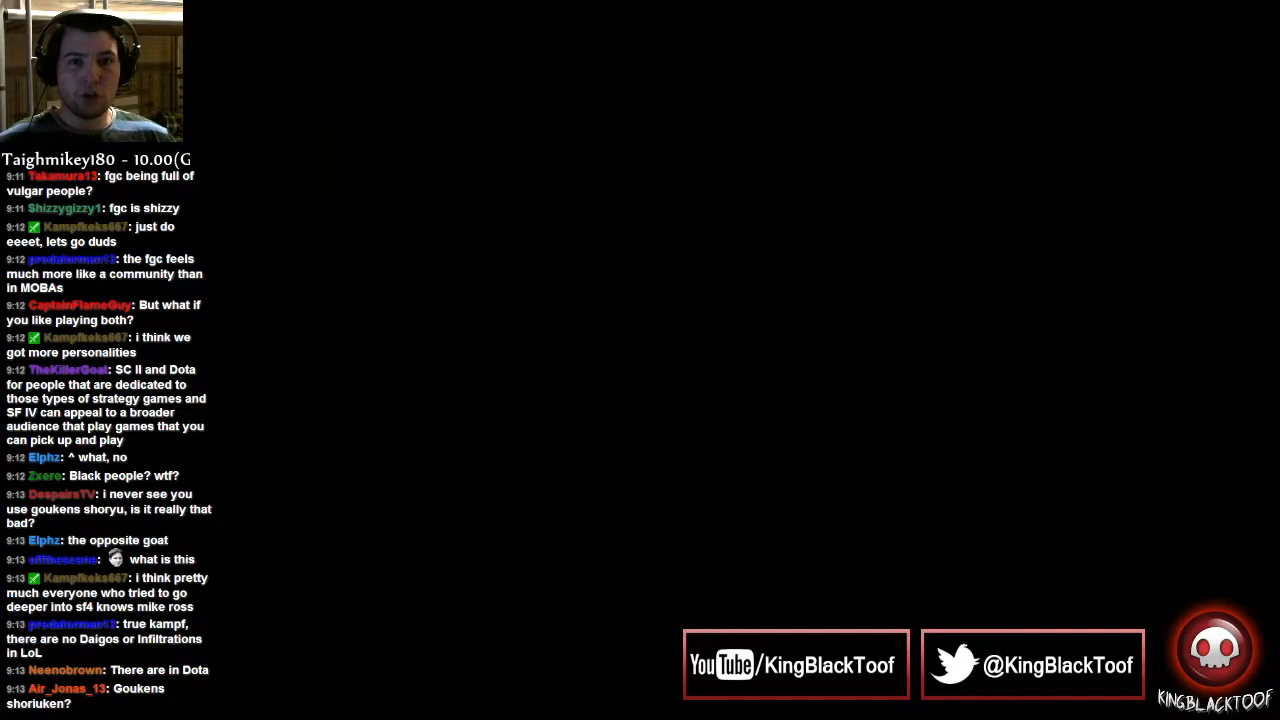 Taighmikey180 - 10.00(G
9:11 Takamura13: fgc being full of
vulgar people?
9:11 Shizzygizzy1: fgc is shizzy
9:12 Kampfkeks667: just do
eeeet, lets go duds
9:12 predatormen13: the fgc feels
much more like a community than
in MOBAs
9:12 CaptainFlameGuy: But what if
you like playing both?
9:12 Kampfkeks667: i think we
got more personalities
9:12 TheKillerGoat: SC II and Dota
for people that are dedicated to
those types of strategy games and
SF IV can appeal to a broader
audience that play games that you
can pick up and play
9:12 Elphz: ^ what, no
9:12 Zxero: Black people? wtf?
9:13 DespairsTV: i never see you
use goukens shoryu, is it really that
bad?
9:13 Elphz: the opposite goat
9:13 offthescene: what is this
9:13 Kampfkeks667: i think pretty
much everyone who tried to go
deeper into sf4 knows mike ross
9:13 predatormen13: true kampf,
there are no Daigos or Infiltrations
in LoL
9:13 Neenobrown: There are in Dota
9:13 Air_Jonas_13: Goukens
shoriuken?
YouTube/KingBlackToof
@KingBlackToof
KINGBLACKTOOF